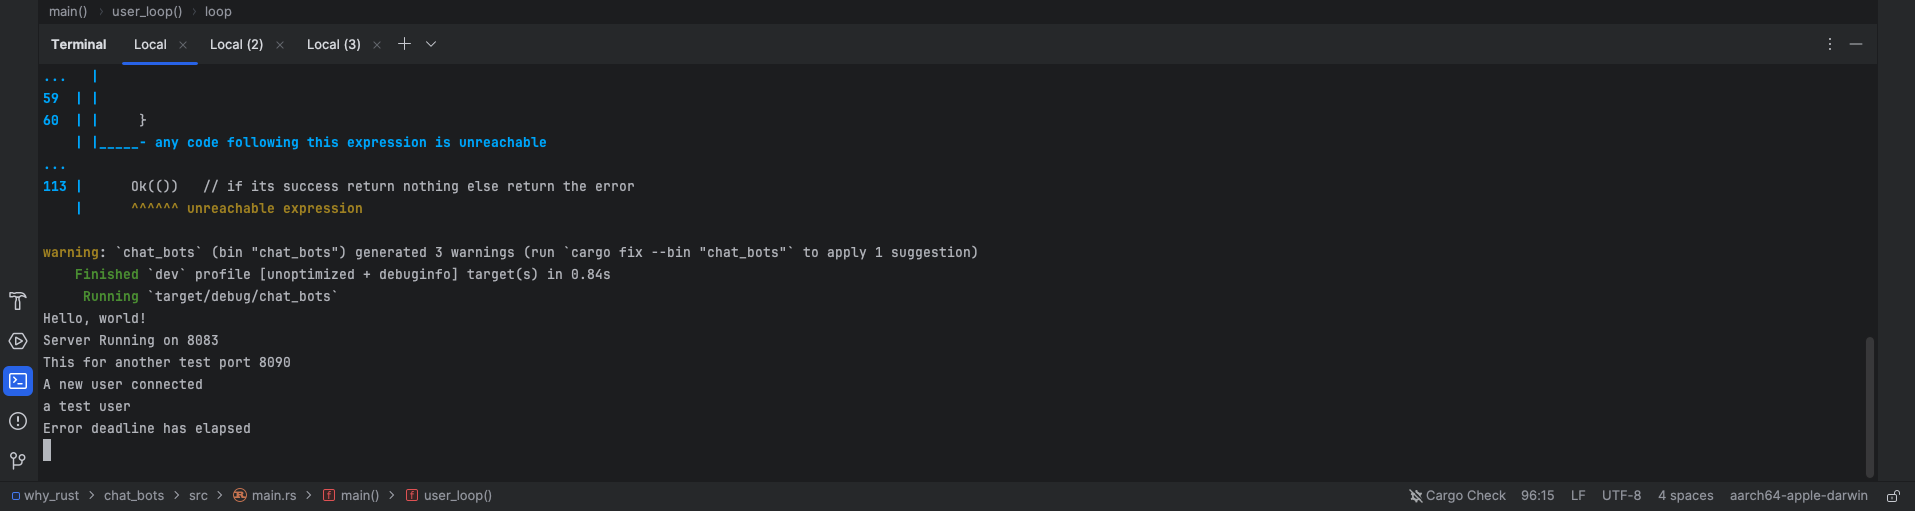 main() › user_loop() › loop
Terminal Local × Local (2) × Local (3) ×
... |
59 | |
60 | | }
| |_____- any code following this expression is unreachable
...
113 | Ok(()) // if its success return nothing else return the error
| ^^^^^^ unreachable expression
warning: `chat_bots` (bin "chat_bots") generated 3 warnings (run `cargo fix --bin "chat_bots"` to apply 1 suggestion)
Finished `dev` profile [unoptimized + debuginfo] target(s) in 0.84s
Running `target/debug/chat_bots`
Hello, world!
Server Running on 8083
This for another test port 8090
A new user connected
a test user
Error deadline has elapsed
why_rust > chat_bots > src > main.rs > main() > user_loop() Cargo Check 96:15 LF UTF-8 4 spaces aarch64-apple-darwin